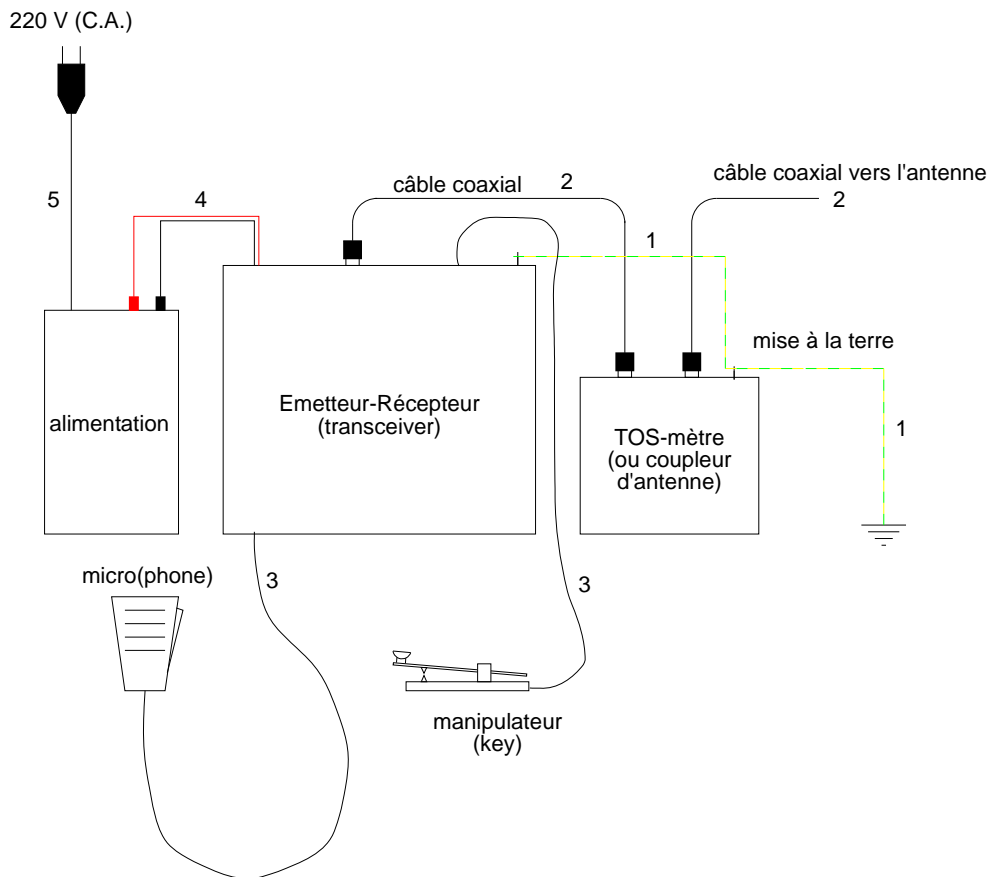 220 V (C.A.)
5
4
câble coaxial
2
câble coaxial vers l'antenne
2
1
mise à la terre
1
alimentation
Emetteur-Récepteur
(transceiver)
TOS-mètre
(ou coupleur
d'antenne)
micro(phone)
3
3
manipulateur
(key)